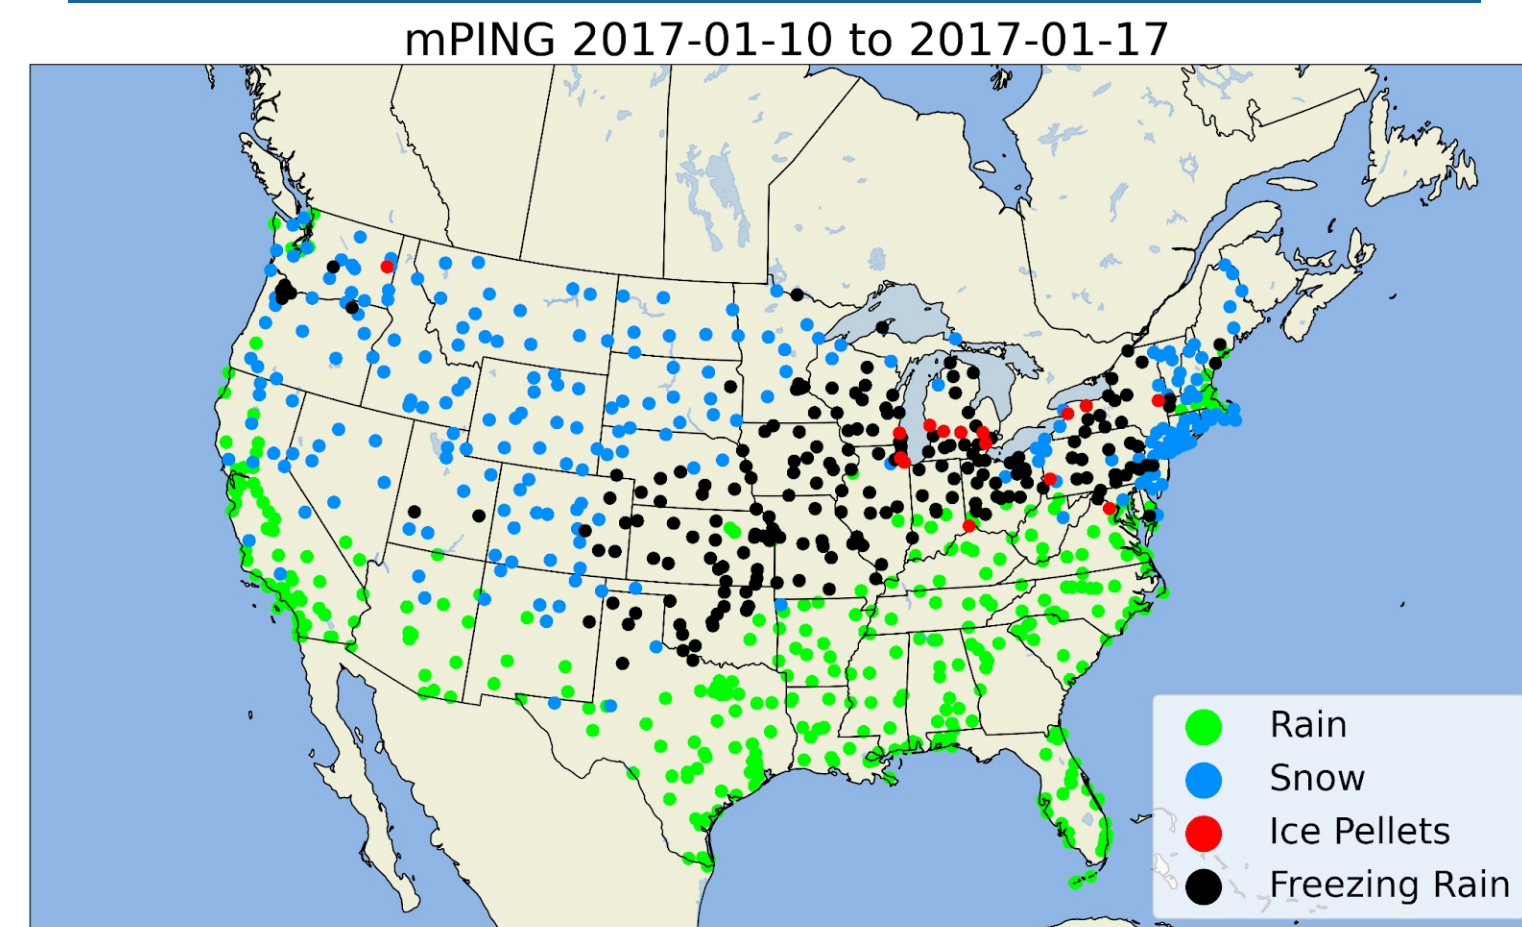 mPING 2017-01-10 to 2017-01-17
Rain
Snow
Ice Pellets
Freezing Rain